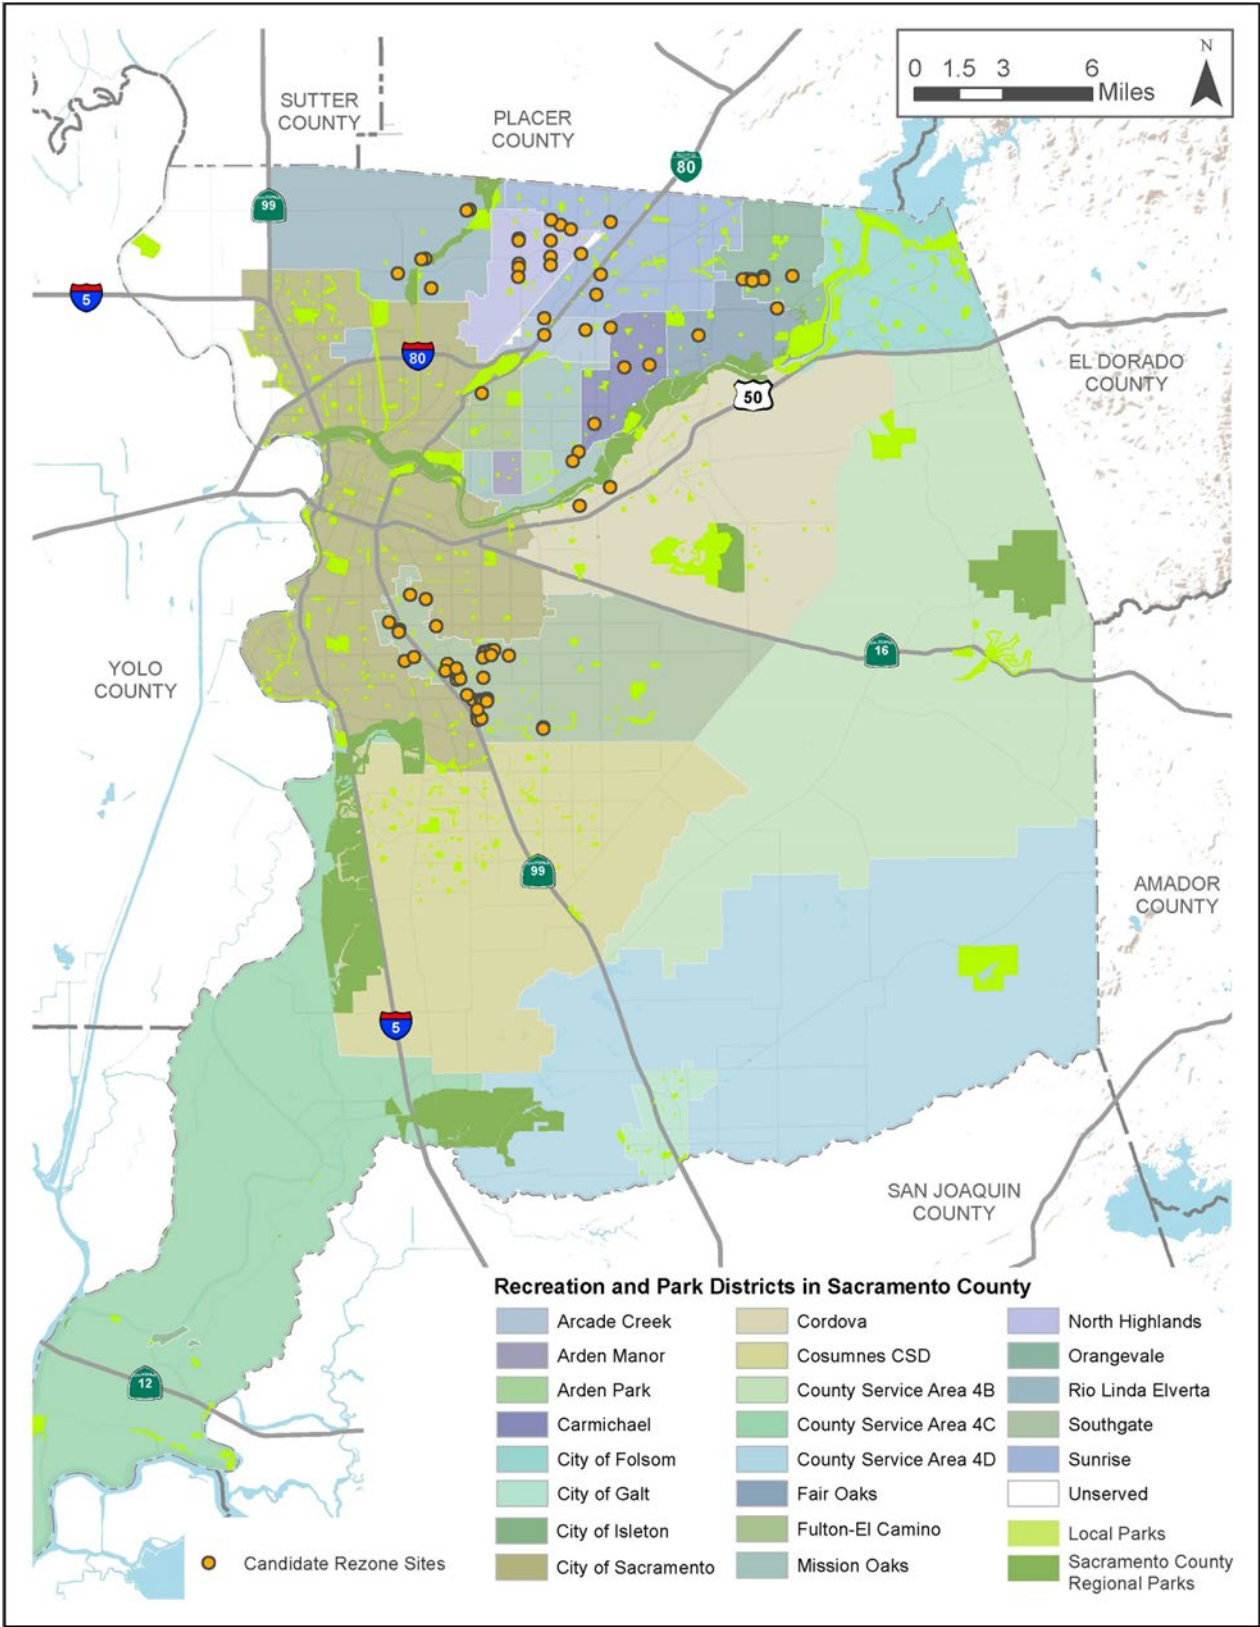 N
0 1.5 3 6
Miles
SUTTER
COUNTY
PLACER
COUNTY
80
99
5
80
EL DORADO
COUNTY
50
YOLO
COUNTY
16
99
AMADOR
COUNTY
5
SAN JOAQUIN
COUNTY
12
Recreation and Park Districts in Sacramento County
Arcade Creek
Arden Manor
Arden Park
Carmichael
City of Folsom
City of Galt
City of Isleton
City of Sacramento
Cordova
Cosumnes CSD
County Service Area 4B
County Service Area 4C
County Service Area 4D
Fair Oaks
Fulton-El Camino
Mission Oaks
North Highlands
Orangevale
Rio Linda Elverta
Southgate
Sunrise
Unserved
Local Parks
Sacramento County
Regional Parks
Candidate Rezone Sites